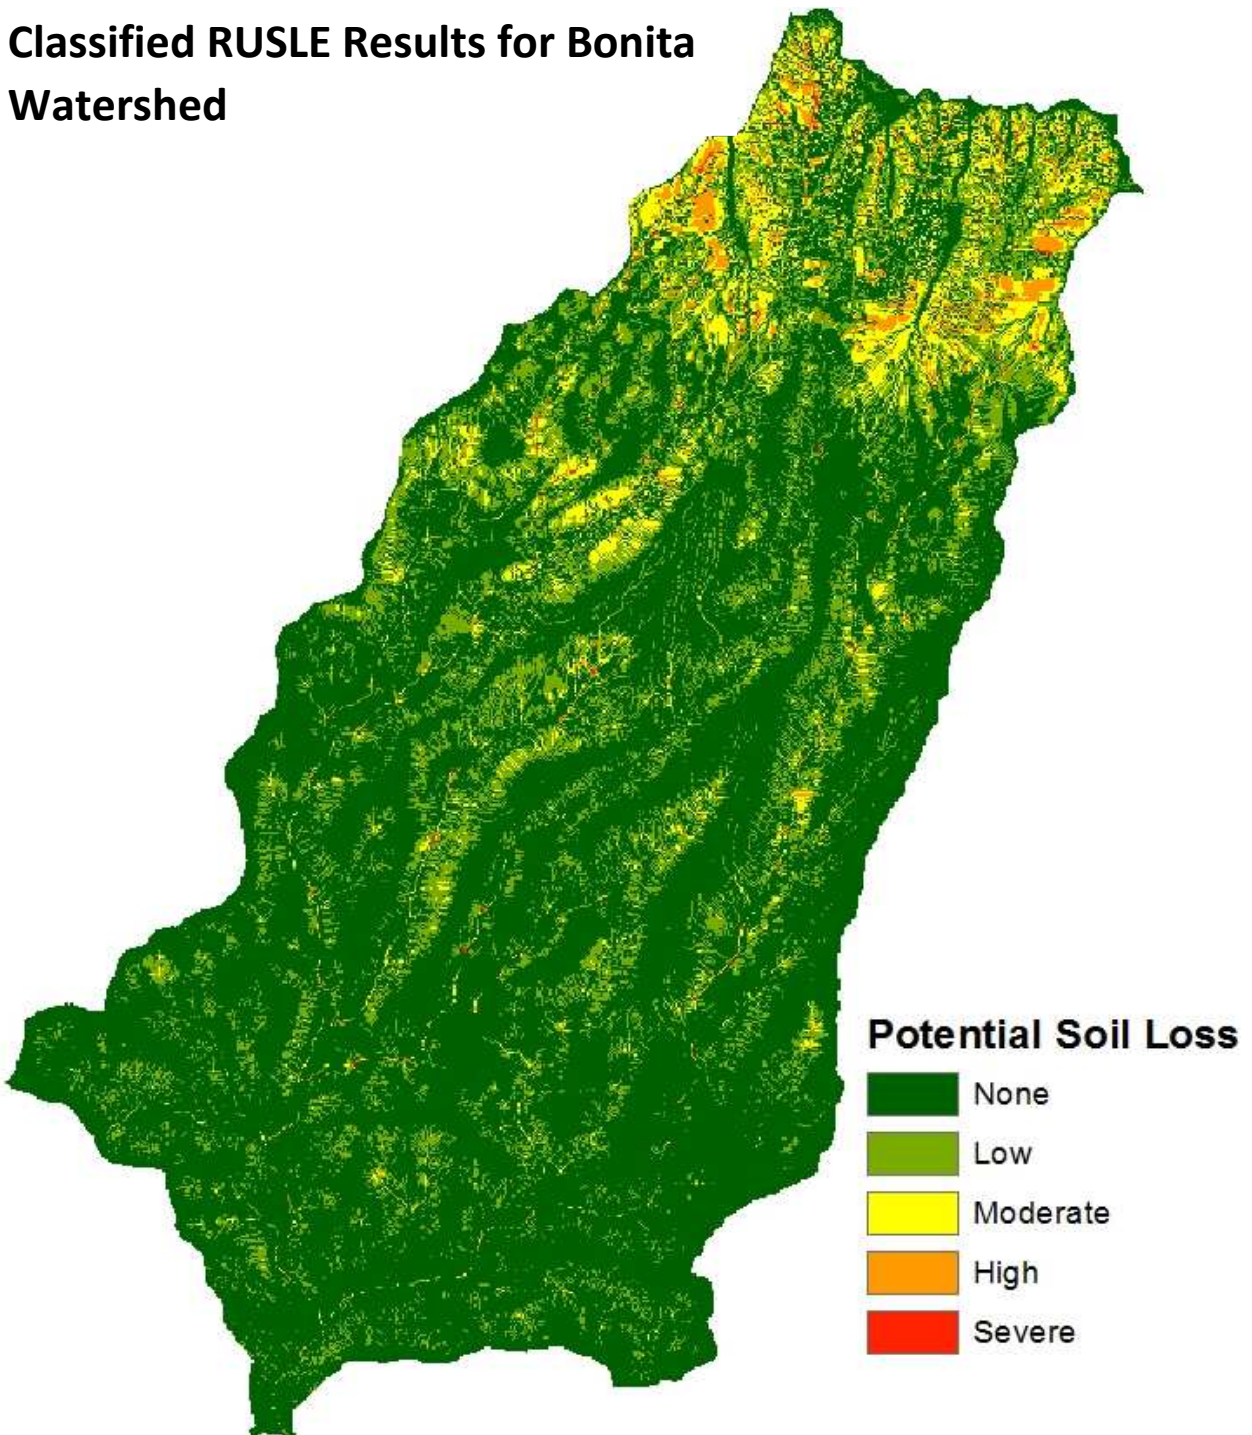 Classified RUSLE Results for Bonita
Watershed
Potential Soil Loss
None
Low
Moderate
High
Severe